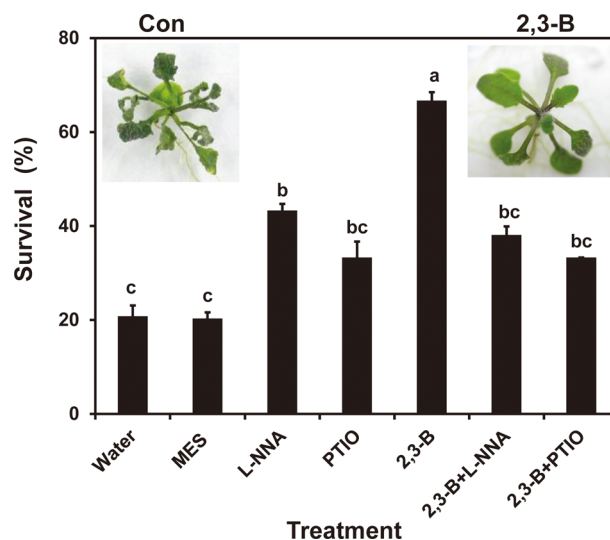 Con
2,3-B
80
60
40
20
0
Survival (%)
c
c
b
bc
a
bc
bc
Water
MES
L-NNA
PTIO
2,3-B
2,3-B+L-NNA
2,3-B+PTIO
Treatment